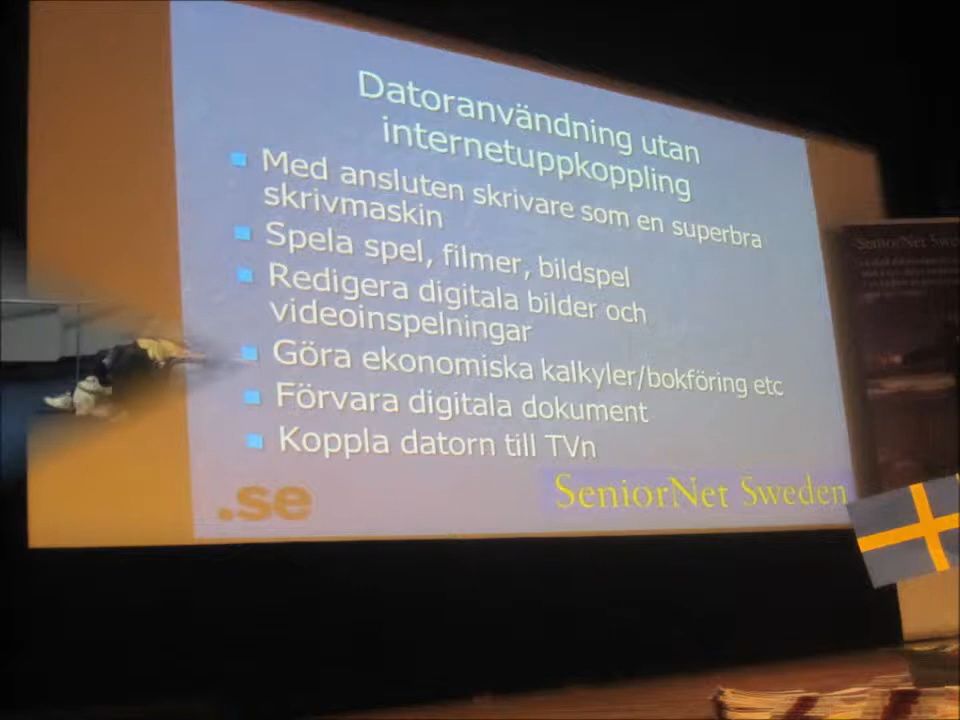 Datoranvändning utan
internetuppkoppling
Med ansluten skrivare som en superbra
skrivmaskin
Spela spel, filmer, bildspel
Redigera digitala bilder och
videoinspelningar
Göra ekonomiska kalkyler/bokföring etc
Förvara digitala dokument
Koppla datorn till TVn
.se
SeniorNet Sweden
SeniorNet Swe